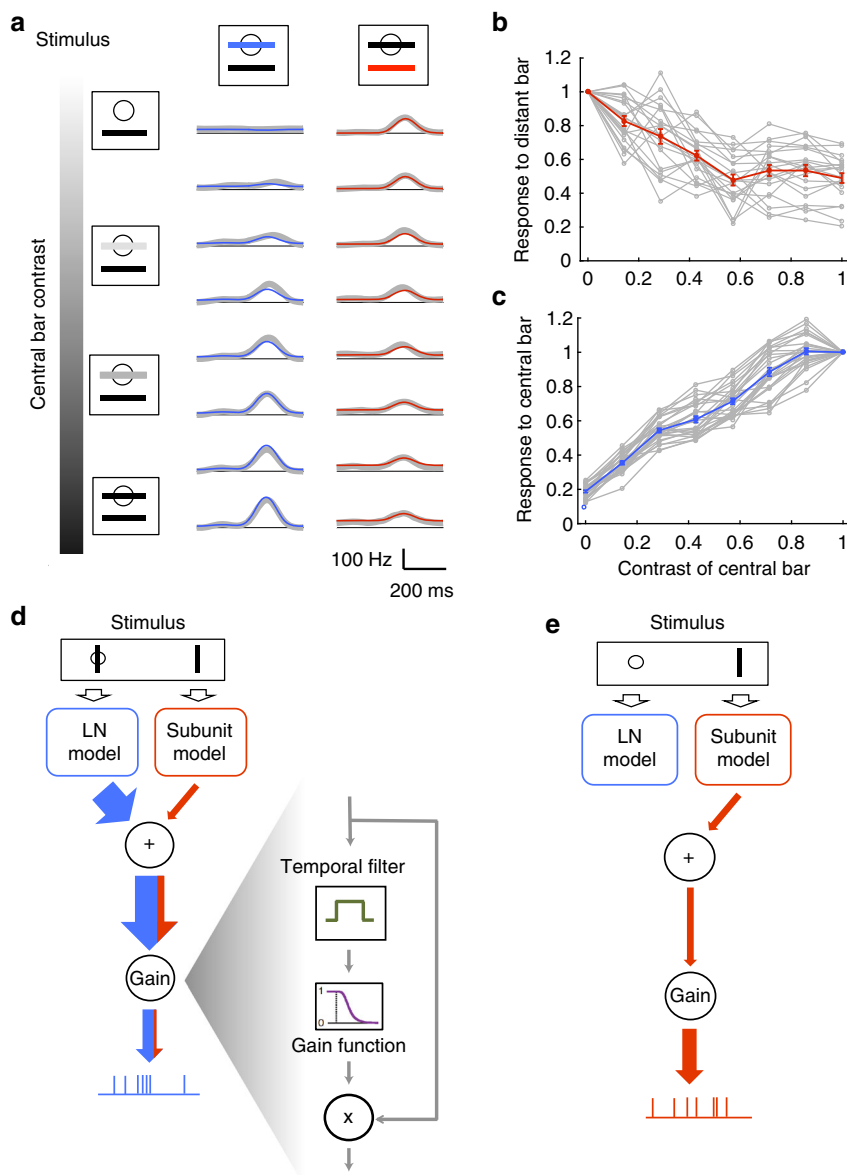 a
Stimulus
Central bar contrast
100 Hz
200 ms
b
Response to distant bar
1.2
1
0.8
0.6
0.4
0.2
0
0 0.2 0.4 0.6 0.8 1
c
Response to central bar
1.2
1
0.8
0.6
0.4
0.2
0
0 0.2 0.4 0.6 0.8 1
Contrast of central bar
d
Stimulus
LN
model
Subunit
model
+
Gain
Temporal filter
1
0
Gain function
x
e
Stimulus
LN
model
Subunit
model
+
Gain